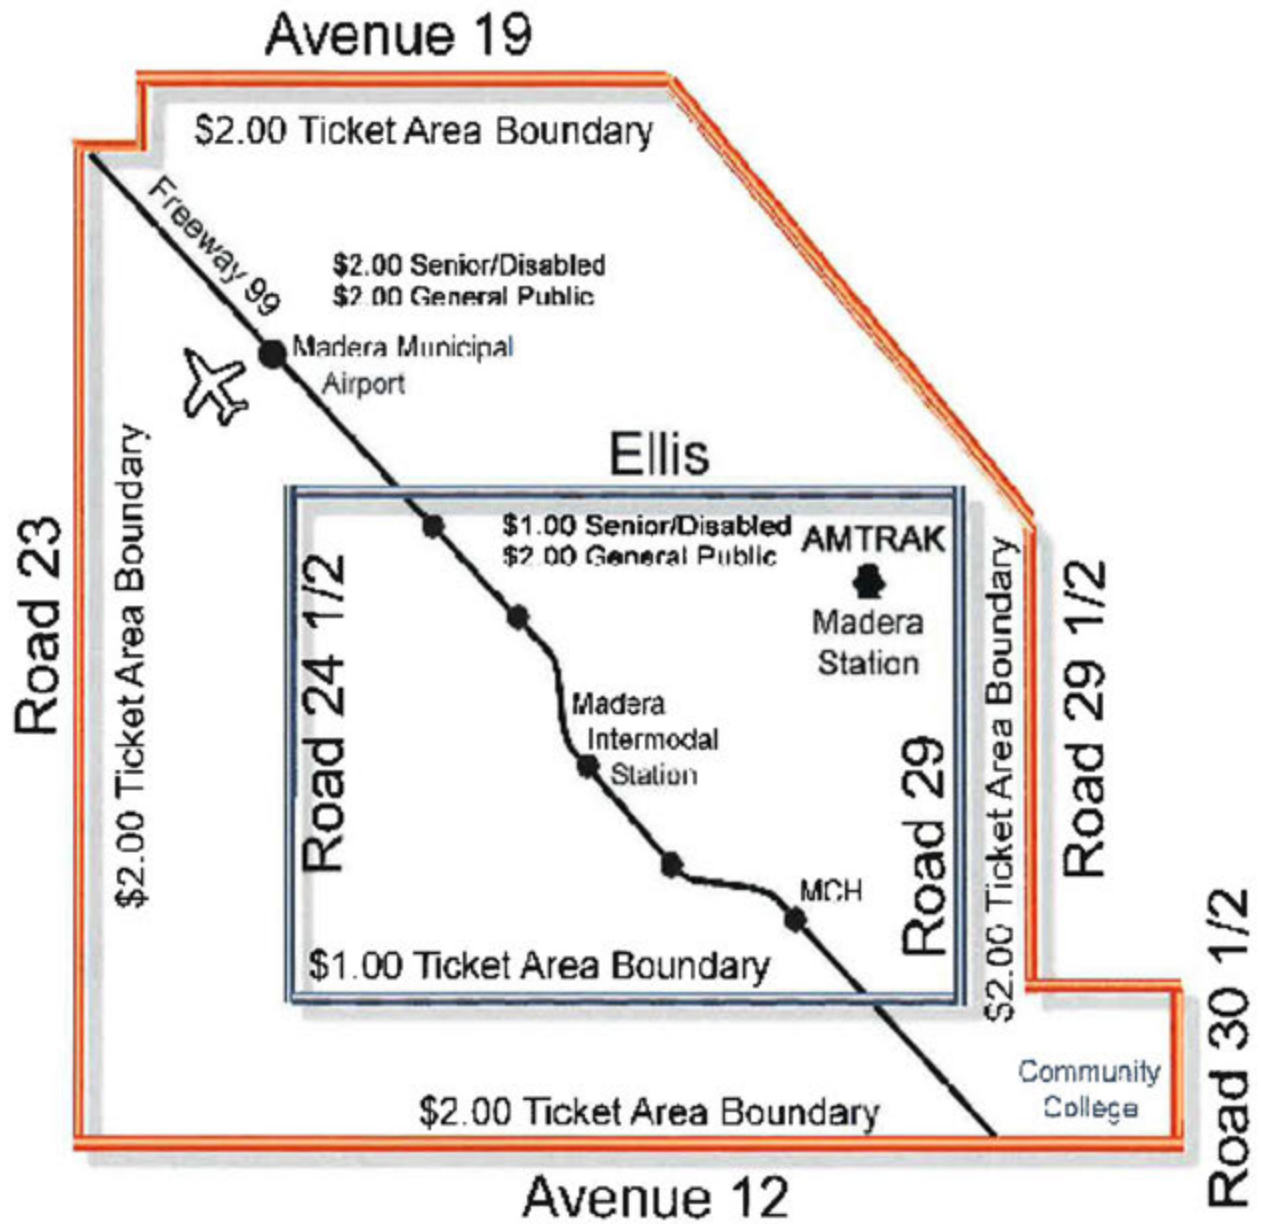 Avenue 19
$2.00 Ticket Area Boundary
Freeway 99
$2.00 Senior/Disabled
$2.00 General Public
Madera Municipal
Airport
Road 23
$2.00 Ticket Area Boundary
Ellis
$1.00 Senior/Disabled
$2.00 General Public
AMTRAK
Madera
Station
Road 24 1/2
Madera
Intermodal
Station
Road 29
$2.00 Ticket Area Boundary
Road 29 1/2
MCH
$1.00 Ticket Area Boundary
Community
College
Road 30 1/2
$2.00 Ticket Area Boundary
Avenue 12